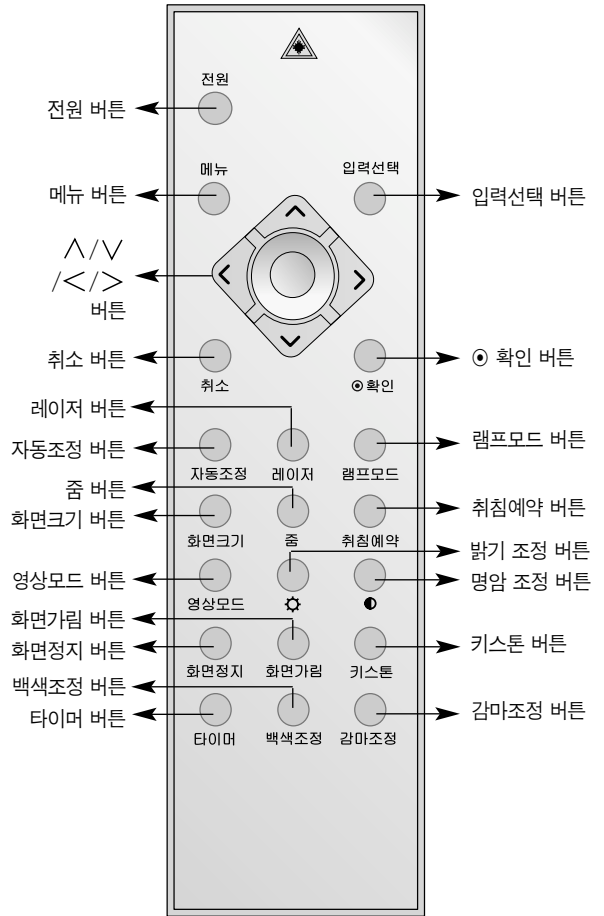 전원
전원 버튼
메뉴
입력선택
메뉴 버튼
입력선택 버튼
∧/∨
/＜/＞
버튼
취소 버튼
⊙ 확인 버튼
취소
⊙확인
레이저 버튼
자동조정 버튼
램프모드 버튼
자동조정
레이저
램프모드
줌 버튼
화면크기 버튼
취침예약 버튼
화면크기
줌
취침예약
밝기 조정 버튼
영상모드 버튼
명암 조정 버튼
영상모드
화면가림 버튼
화면정지 버튼
키스톤 버튼
화면정지
화면가림
키스톤
백색조정 버튼
타이머 버튼
감마조정 버튼
타이머
백색조정
감마조정